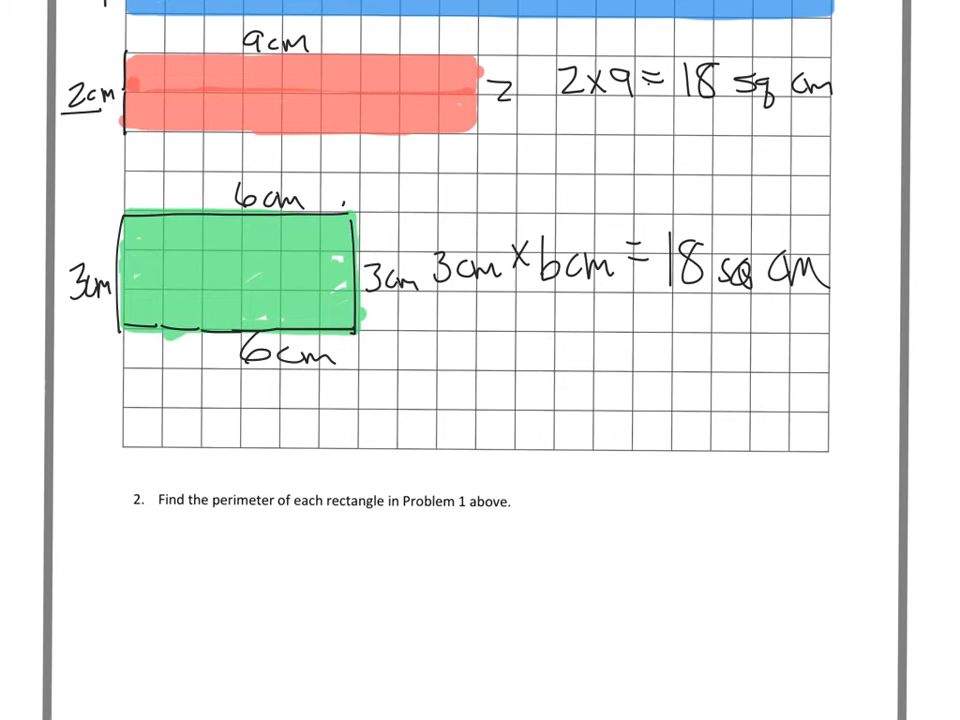 9cm
2cm 2 2x9=18 sq cm
6cm
3cm 3cm 3cm x 6cm = 18 sq cm
6cm
2. Find the perimeter of each rectangle in Problem 1 above.